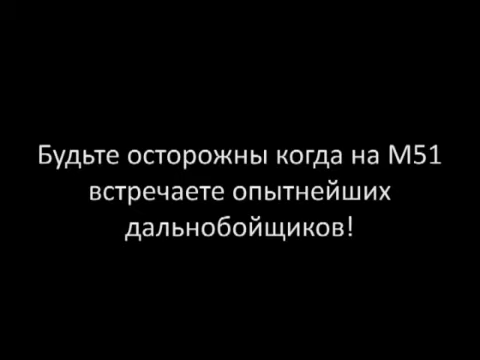 Будьте осторожны когда на М51
встречаете опытнейших
дальнобойщиков!